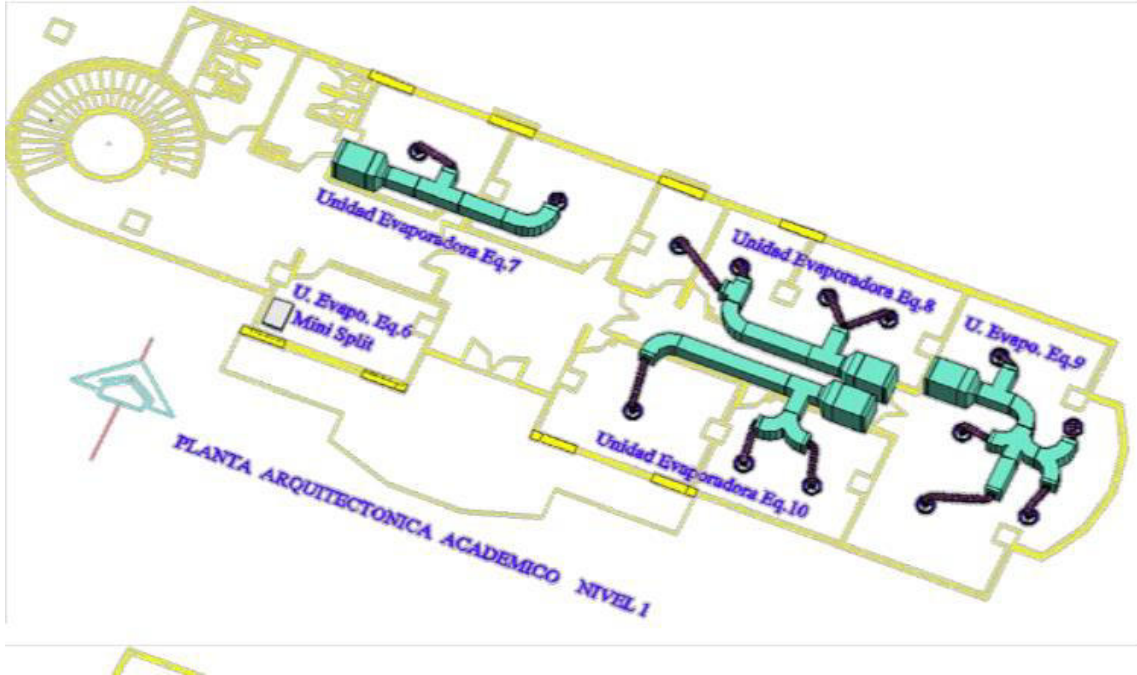 Unidad Evaporadora Eq.7
Unidad Evaporadora Eq.8
U. Evapo. Eq.9
U. Evapo. Eq.6
Mini Split
Unidad Evaporadora Eq.10
PLANTA ARQUITECTONICA ACADEMICO NIVEL 1